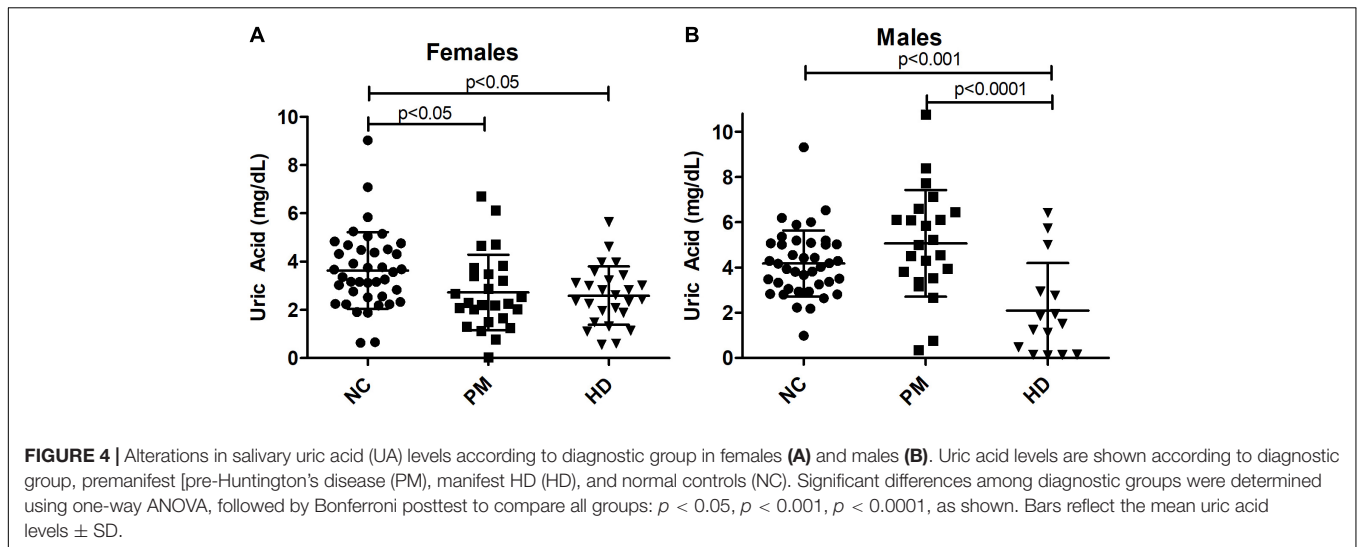 A
Females
p<0.05
p<0.05
Uric Acid (mg/dL)
10
8
6
4
2
0
NC
PM
HD
B
Males
p<0.001
p<0.0001
Uric Acid (mg/dL)
10
8
6
4
2
0
NC
PM
HD
FIGURE 4 | Alterations in salivary uric acid (UA) levels according to diagnostic group in females (A) and males (B). Uric acid levels are shown according to diagnostic
group, premanifest [pre-Huntington's disease (PM), manifest HD (HD), and normal controls (NC). Significant differences among diagnostic groups were determined
using one-way ANOVA, followed by Bonferroni posttest to compare all groups: p < 0.05, p < 0.001, p < 0.0001, as shown. Bars reflect the mean uric acid
levels ± SD.